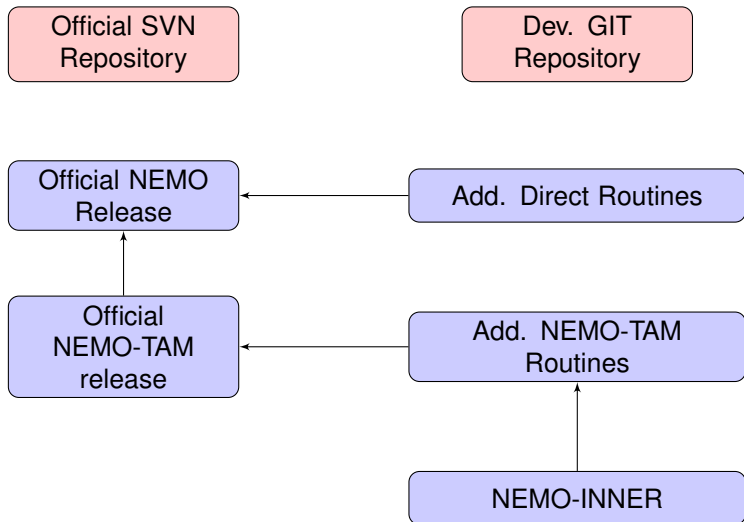 Official SVN
Repository
Dev. GIT
Repository
Official NEMO
Release
Add. Direct Routines
Official
NEMO-TAM
release
Add. NEMO-TAM
Routines
NEMO-INNER